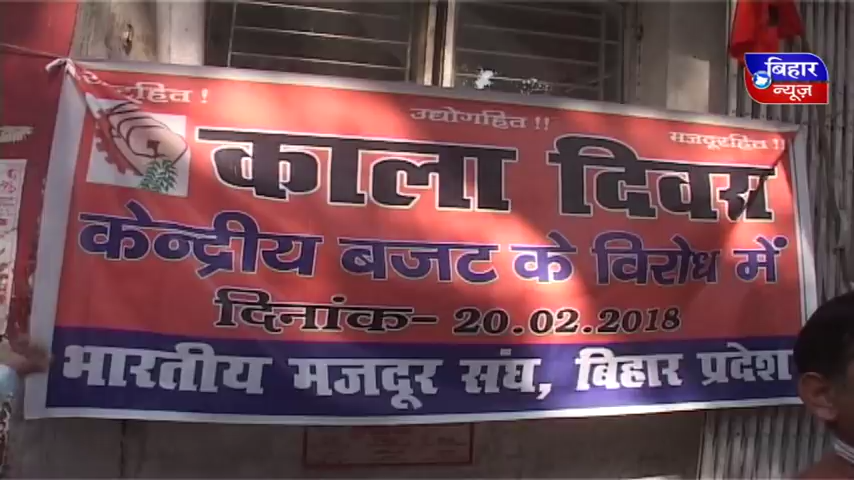 बिहार
न्यूज़
उद्योगहित !!
मजदूरहित !!
काला दिवस
केन्द्रीय बजट के विरोध में
दिनांक- 20.02.2018
भारतीय मजदूर संघ, बिहार प्रदेश